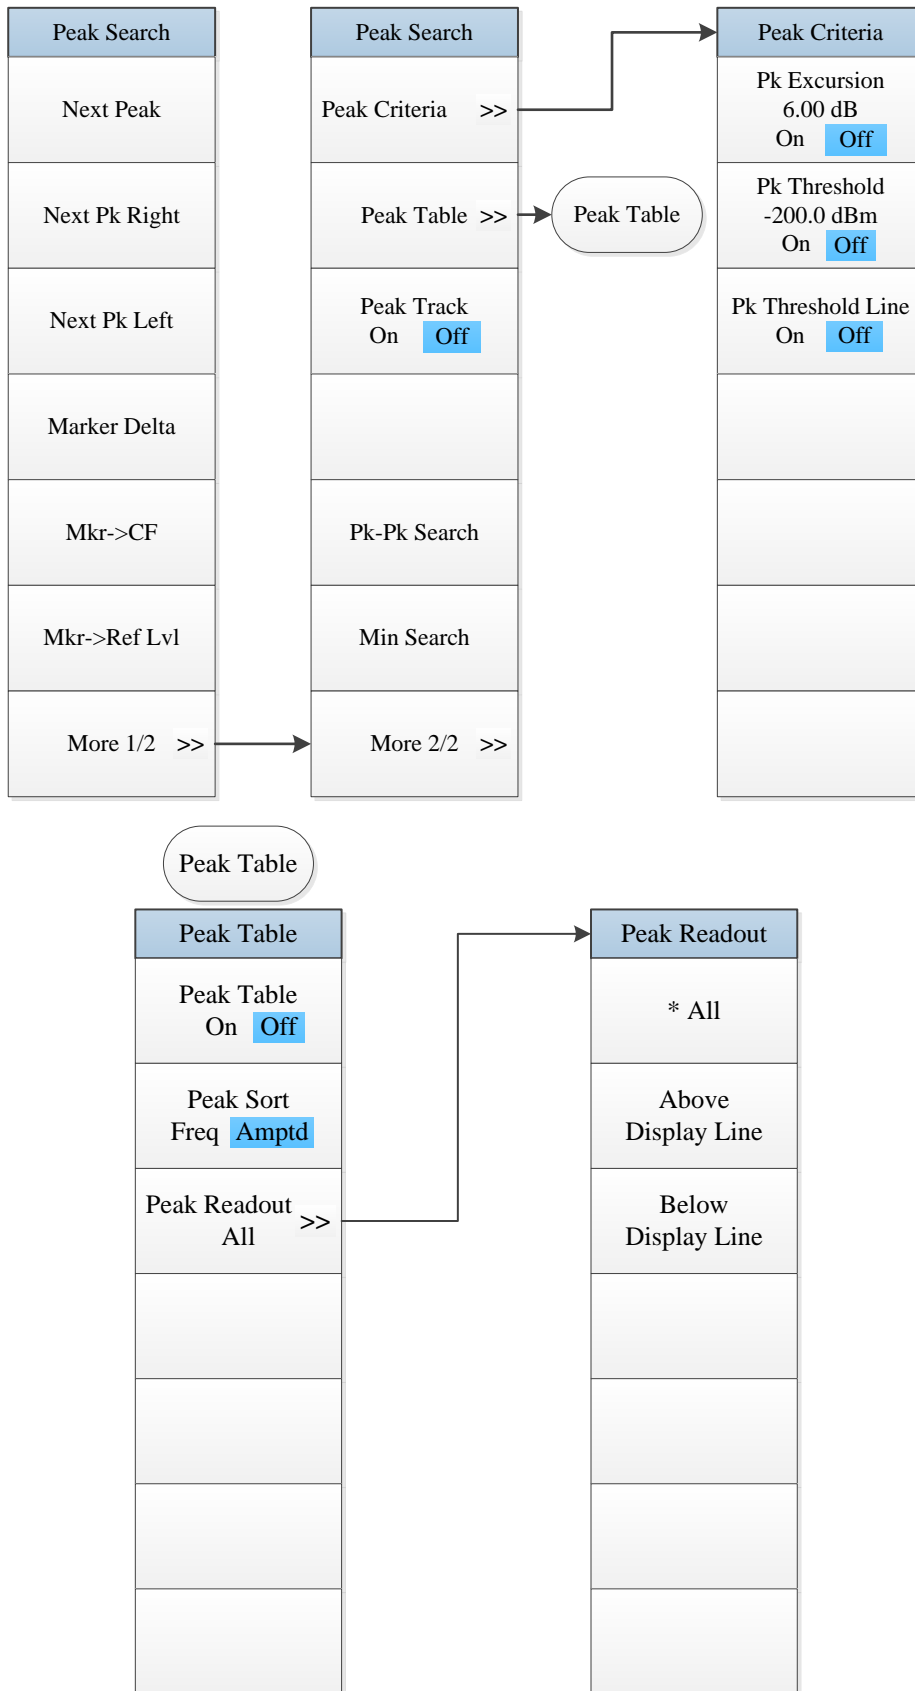 Peak Search
Next Peak
Next Pk Right
Next Pk Left
Marker Delta
Mkr->CF
Mkr->Ref Lvl
More 1/2 >>
Peak Search
Peak Criteria >>
Peak Table >>
Peak Track
On Off
Pk-Pk Search
Min Search
More 2/2 >>
Peak Table
Peak Criteria
Pk Excursion
6.00 dB
On Off
Pk Threshold
-200.0 dBm
On Off
Pk Threshold Line
On Off
Peak Table
Peak Table
Peak Table
On Off
Peak Sort
Freq Amptd
Peak Readout >>
All
Peak Readout
* All
Above
Display Line
Below
Display Line